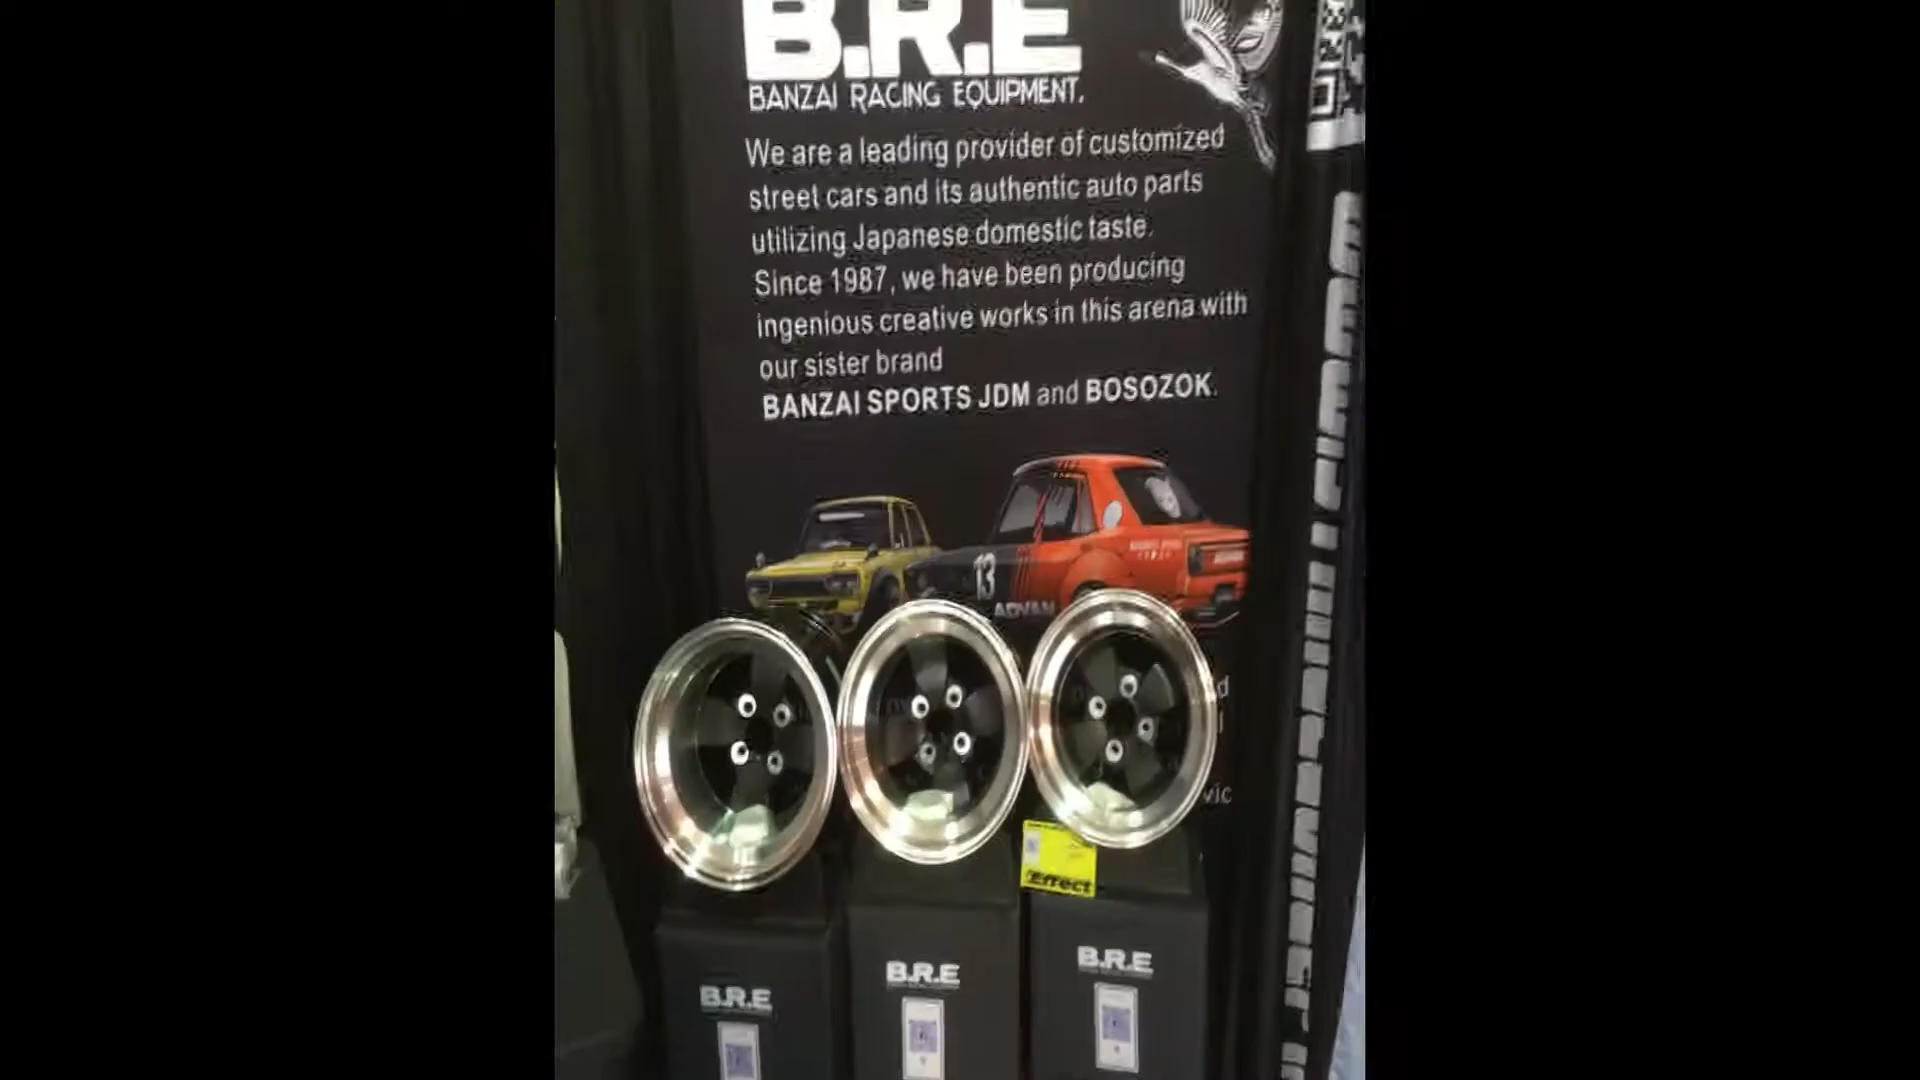 B.R.E
BANZAI RACING EQUIPMENT.
We are a leading provider of customized
street cars and its authentic auto parts
utilizing Japanese domestic taste.
Since 1987, we have been producing
ingenious creative works in this arena with
our sister brand
BANZAI SPORTS JDM and BOSOZOK.
13
ADVAN
Effect
B.R.E
B.R.E
B.R.E